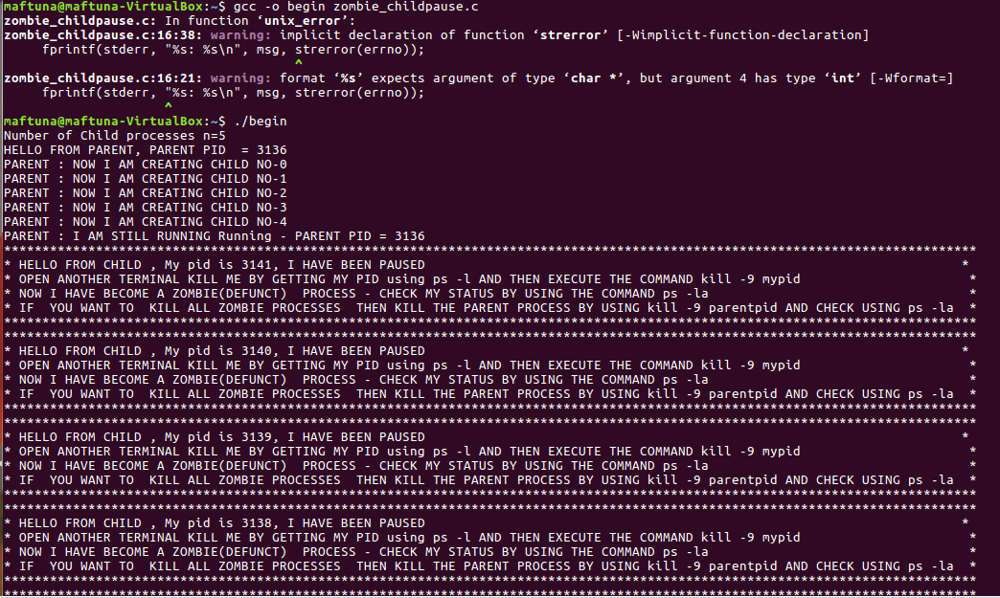 maftuna@maftuna-VirtualBox:~$ gcc -o begin zombie_childpause.c
zombie_childpause.c: In function ‘unix_error’:
zombie_childpause.c:16:38: warning: implicit declaration of function ‘strerror’ [-Wimplicit-function-declaration]
     fprintf(stderr, "%s: %s\n", msg, strerror(errno));
                                      ^
zombie_childpause.c:16:21: warning: format ‘%s’ expects argument of type ‘char *’, but argument 4 has type ‘int’ [-Wformat=]
     fprintf(stderr, "%s: %s\n", msg, strerror(errno));
                     ^
maftuna@maftuna-VirtualBox:~$ ./begin
Number of Child processes n=5
HELLO FROM PARENT, PARENT PID  = 3136
PARENT : NOW I AM CREATING CHILD NO-0
PARENT : NOW I AM CREATING CHILD NO-1
PARENT : NOW I AM CREATING CHILD NO-2
PARENT : NOW I AM CREATING CHILD NO-3
PARENT : NOW I AM CREATING CHILD NO-4
PARENT : I AM STILL RUNNING Running - PARENT PID = 3136
*******************************************************************************************************************************
* HELLO FROM CHILD , My pid is 3141, I HAVE BEEN PAUSED                                                                      *
* OPEN ANOTHER TERMINAL KILL ME BY GETTING MY PID using ps -l AND THEN EXECUTE THE COMMAND kill -9 mypid                      *
* NOW I HAVE BECOME A ZOMBIE(DEFUNCT)  PROCESS - CHECK MY STATUS BY USING THE COMMAND ps -la                                  *
* IF  YOU WANT TO  KILL ALL ZOMBIE PROCESSES  THEN KILL THE PARENT PROCESS BY USING kill -9 parentpid AND CHECK USING ps -la  *
*******************************************************************************************************************************
*******************************************************************************************************************************
* HELLO FROM CHILD , My pid is 3140, I HAVE BEEN PAUSED                                                                      *
* OPEN ANOTHER TERMINAL KILL ME BY GETTING MY PID using ps -l AND THEN EXECUTE THE COMMAND kill -9 mypid                      *
* NOW I HAVE BECOME A ZOMBIE(DEFUNCT)  PROCESS - CHECK MY STATUS BY USING THE COMMAND ps -la                                  *
* IF  YOU WANT TO  KILL ALL ZOMBIE PROCESSES  THEN KILL THE PARENT PROCESS BY USING kill -9 parentpid AND CHECK USING ps -la  *
*******************************************************************************************************************************
*******************************************************************************************************************************
* HELLO FROM CHILD , My pid is 3139, I HAVE BEEN PAUSED                                                                      *
* OPEN ANOTHER TERMINAL KILL ME BY GETTING MY PID using ps -l AND THEN EXECUTE THE COMMAND kill -9 mypid                      *
* NOW I HAVE BECOME A ZOMBIE(DEFUNCT)  PROCESS - CHECK MY STATUS BY USING THE COMMAND ps -la                                  *
* IF  YOU WANT TO  KILL ALL ZOMBIE PROCESSES  THEN KILL THE PARENT PROCESS BY USING kill -9 parentpid AND CHECK USING ps -la  *
*******************************************************************************************************************************
*******************************************************************************************************************************
* HELLO FROM CHILD , My pid is 3138, I HAVE BEEN PAUSED                                                                      *
* OPEN ANOTHER TERMINAL KILL ME BY GETTING MY PID using ps -l AND THEN EXECUTE THE COMMAND kill -9 mypid                      *
* NOW I HAVE BECOME A ZOMBIE(DEFUNCT)  PROCESS - CHECK MY STATUS BY USING THE COMMAND ps -la                                  *
* IF  YOU WANT TO  KILL ALL ZOMBIE PROCESSES  THEN KILL THE PARENT PROCESS BY USING kill -9 parentpid AND CHECK USING ps -la  *
*******************************************************************************************************************************
*******************************************************************************************************************************